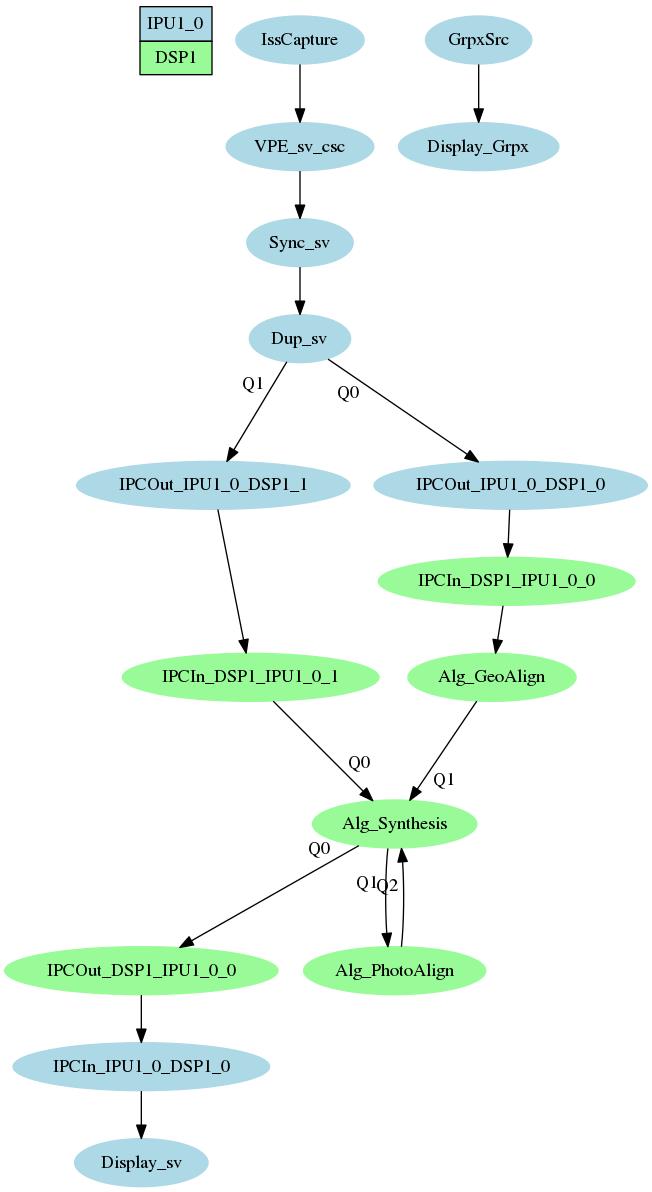 IPU1_0
DSP1
IssCapture
GrpxSrc
VPE_sv_csc
Display_Grpx
Sync_sv
Dup_sv
Q1
Q0
IPCOut_IPU1_0_DSP1_1
IPCOut_IPU1_0_DSP1_0
IPCIn_DSP1_IPU1_0_0
IPCIn_DSP1_IPU1_0_1
Alg_GeoAlign
Q0
Q1
Alg_Synthesis
Q0
Q1
Q2
IPCOut_DSP1_IPU1_0_0
Alg_PhotoAlign
IPCIn_IPU1_0_DSP1_0
Display_sv